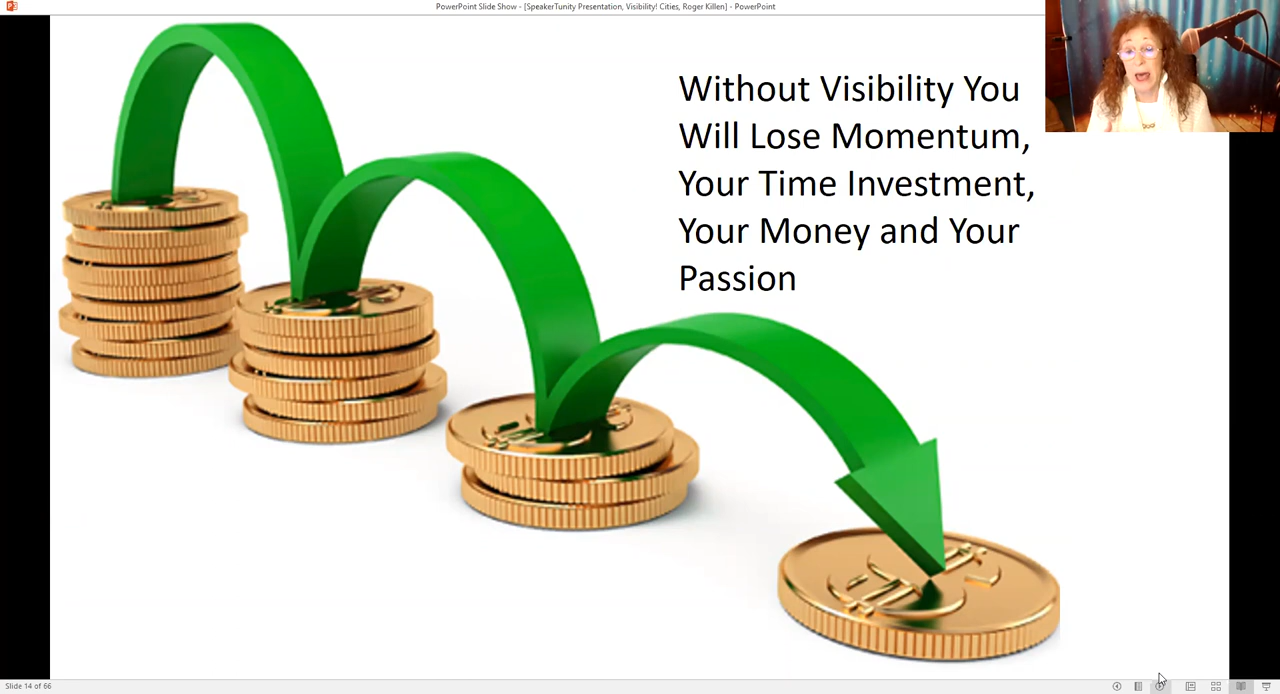 PowerPoint Slide Show - [SpeakerTunity Presentation, Visibility! Cities, Roger Killen] - PowerPoint
Without Visibility You
Will Lose Momentum,
Your Time Investment,
Your Money and Your
Passion
Slide 14 of 66